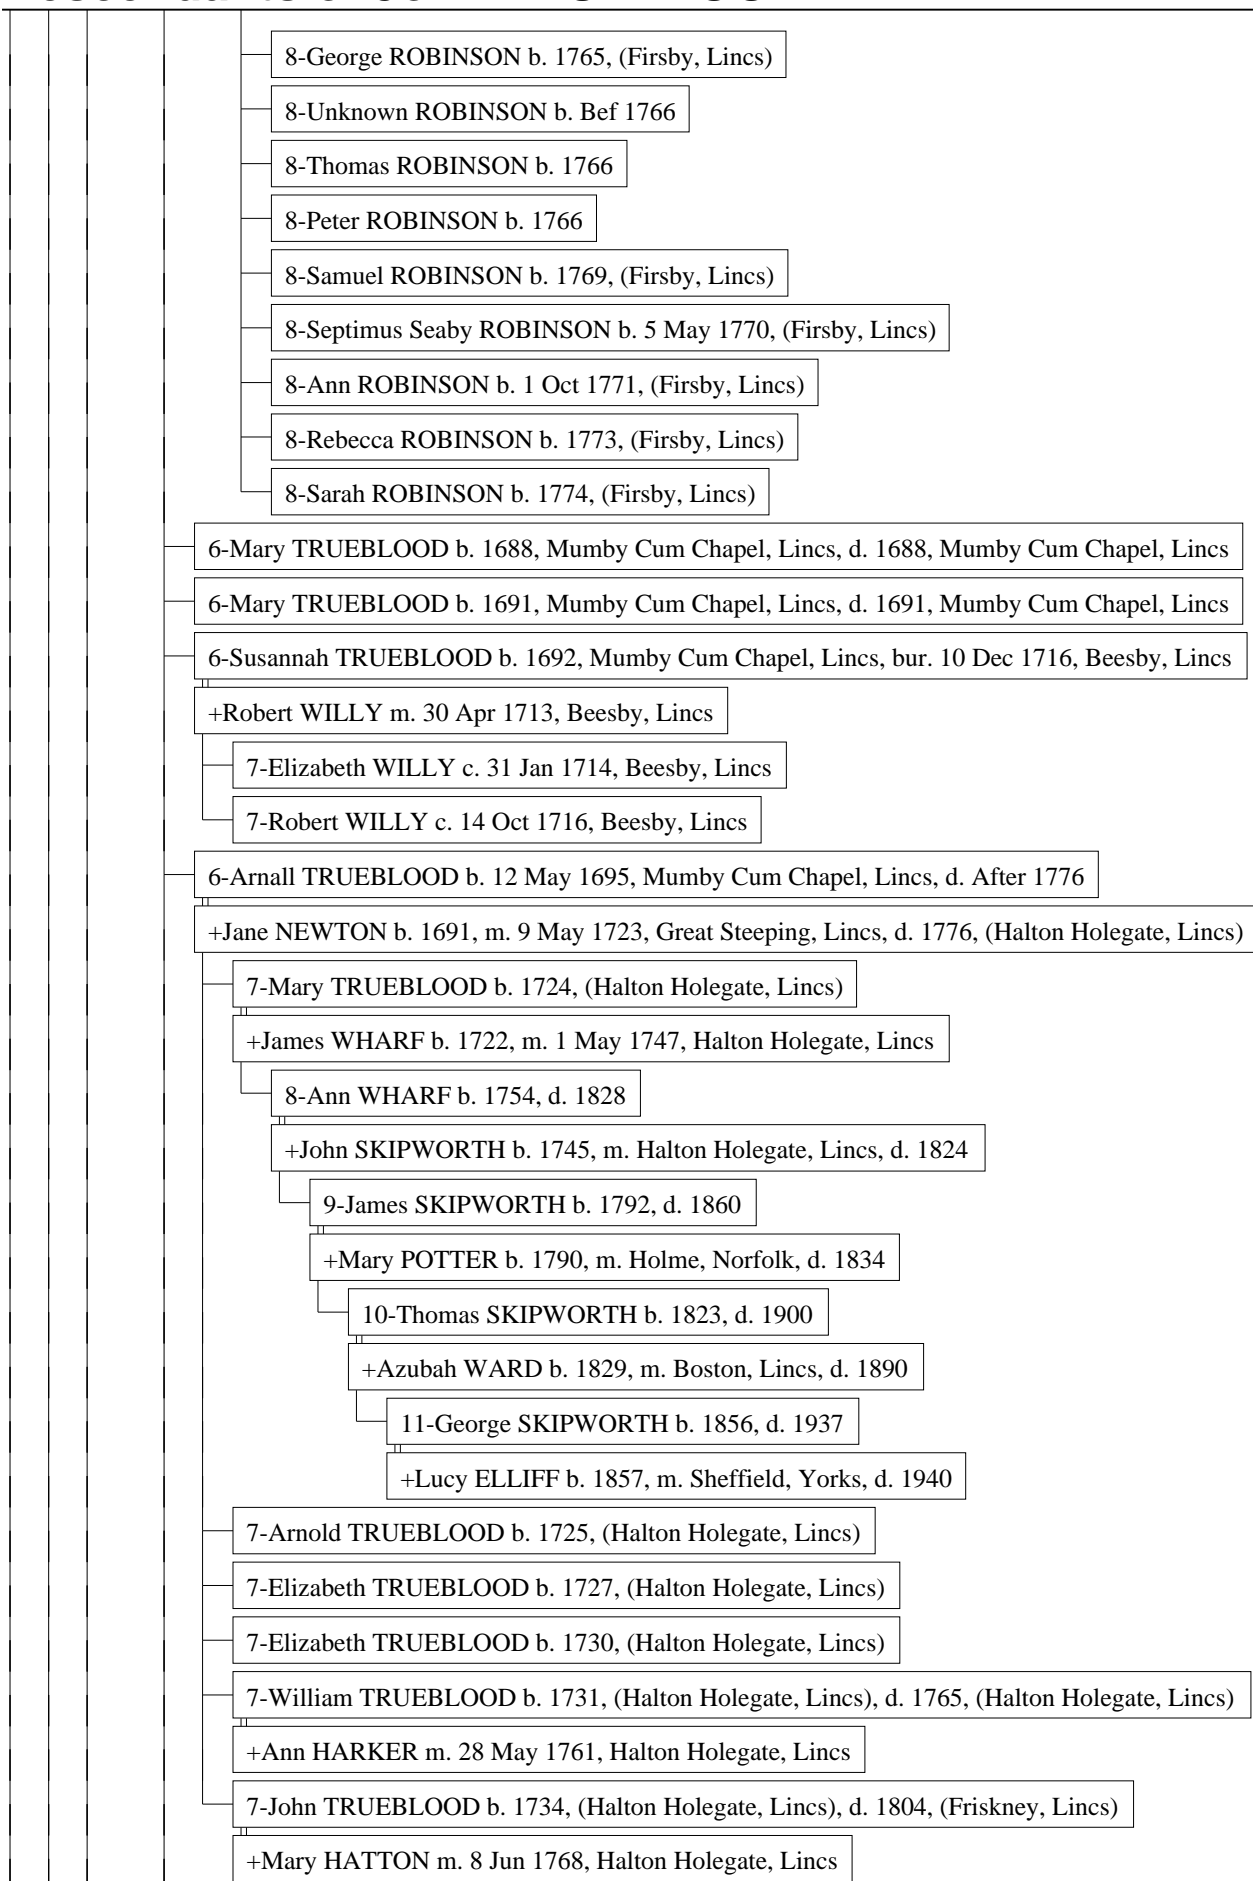 8-George ROBINSON b. 1765, (Firsby, Lincs)
8-Unknown ROBINSON b. Bef 1766
8-Thomas ROBINSON b. 1766
8-Peter ROBINSON b. 1766
8-Samuel ROBINSON b. 1769, (Firsby, Lincs)
8-Septimus Seaby ROBINSON b. 5 May 1770, (Firsby, Lincs)
8-Ann ROBINSON b. 1 Oct 1771, (Firsby, Lincs)
8-Rebecca ROBINSON b. 1773, (Firsby, Lincs)
8-Sarah ROBINSON b. 1774, (Firsby, Lincs)
6-Mary TRUEBLOOD b. 1688, Mumby Cum Chapel, Lincs, d. 1688, Mumby Cum Chapel, Lincs
6-Mary TRUEBLOOD b. 1691, Mumby Cum Chapel, Lincs, d. 1691, Mumby Cum Chapel, Lincs
6-Susannah TRUEBLOOD b. 1692, Mumby Cum Chapel, Lincs, bur. 10 Dec 1716, Beesby, Lincs
+Robert WILLY m. 30 Apr 1713, Beesby, Lincs
7-Elizabeth WILLY c. 31 Jan 1714, Beesby, Lincs
7-Robert WILLY c. 14 Oct 1716, Beesby, Lincs
6-Arnall TRUEBLOOD b. 12 May 1695, Mumby Cum Chapel, Lincs, d. After 1776
+Jane NEWTON b. 1691, m. 9 May 1723, Great Steeping, Lincs, d. 1776, (Halton Holegate, Lincs)
7-Mary TRUEBLOOD b. 1724, (Halton Holegate, Lincs)
+James WHARF b. 1722, m. 1 May 1747, Halton Holegate, Lincs
8-Ann WHARF b. 1754, d. 1828
+John SKIPWORTH b. 1745, m. Halton Holegate, Lincs, d. 1824
9-James SKIPWORTH b. 1792, d. 1860
+Mary POTTER b. 1790, m. Holme, Norfolk, d. 1834
10-Thomas SKIPWORTH b. 1823, d. 1900
+Azubah WARD b. 1829, m. Boston, Lincs, d. 1890
11-George SKIPWORTH b. 1856, d. 1937
+Lucy ELLIFF b. 1857, m. Sheffield, Yorks, d. 1940
7-Arnold TRUEBLOOD b. 1725, (Halton Holegate, Lincs)
7-Elizabeth TRUEBLOOD b. 1727, (Halton Holegate, Lincs)
7-Elizabeth TRUEBLOOD b. 1730, (Halton Holegate, Lincs)
7-William TRUEBLOOD b. 1731, (Halton Holegate, Lincs), d. 1765, (Halton Holegate, Lincs)
+Ann HARKER m. 28 May 1761, Halton Holegate, Lincs
7-John TRUEBLOOD b. 1734, (Halton Holegate, Lincs), d. 1804, (Friskney, Lincs)
+Mary HATTON m. 8 Jun 1768, Halton Holegate, Lincs